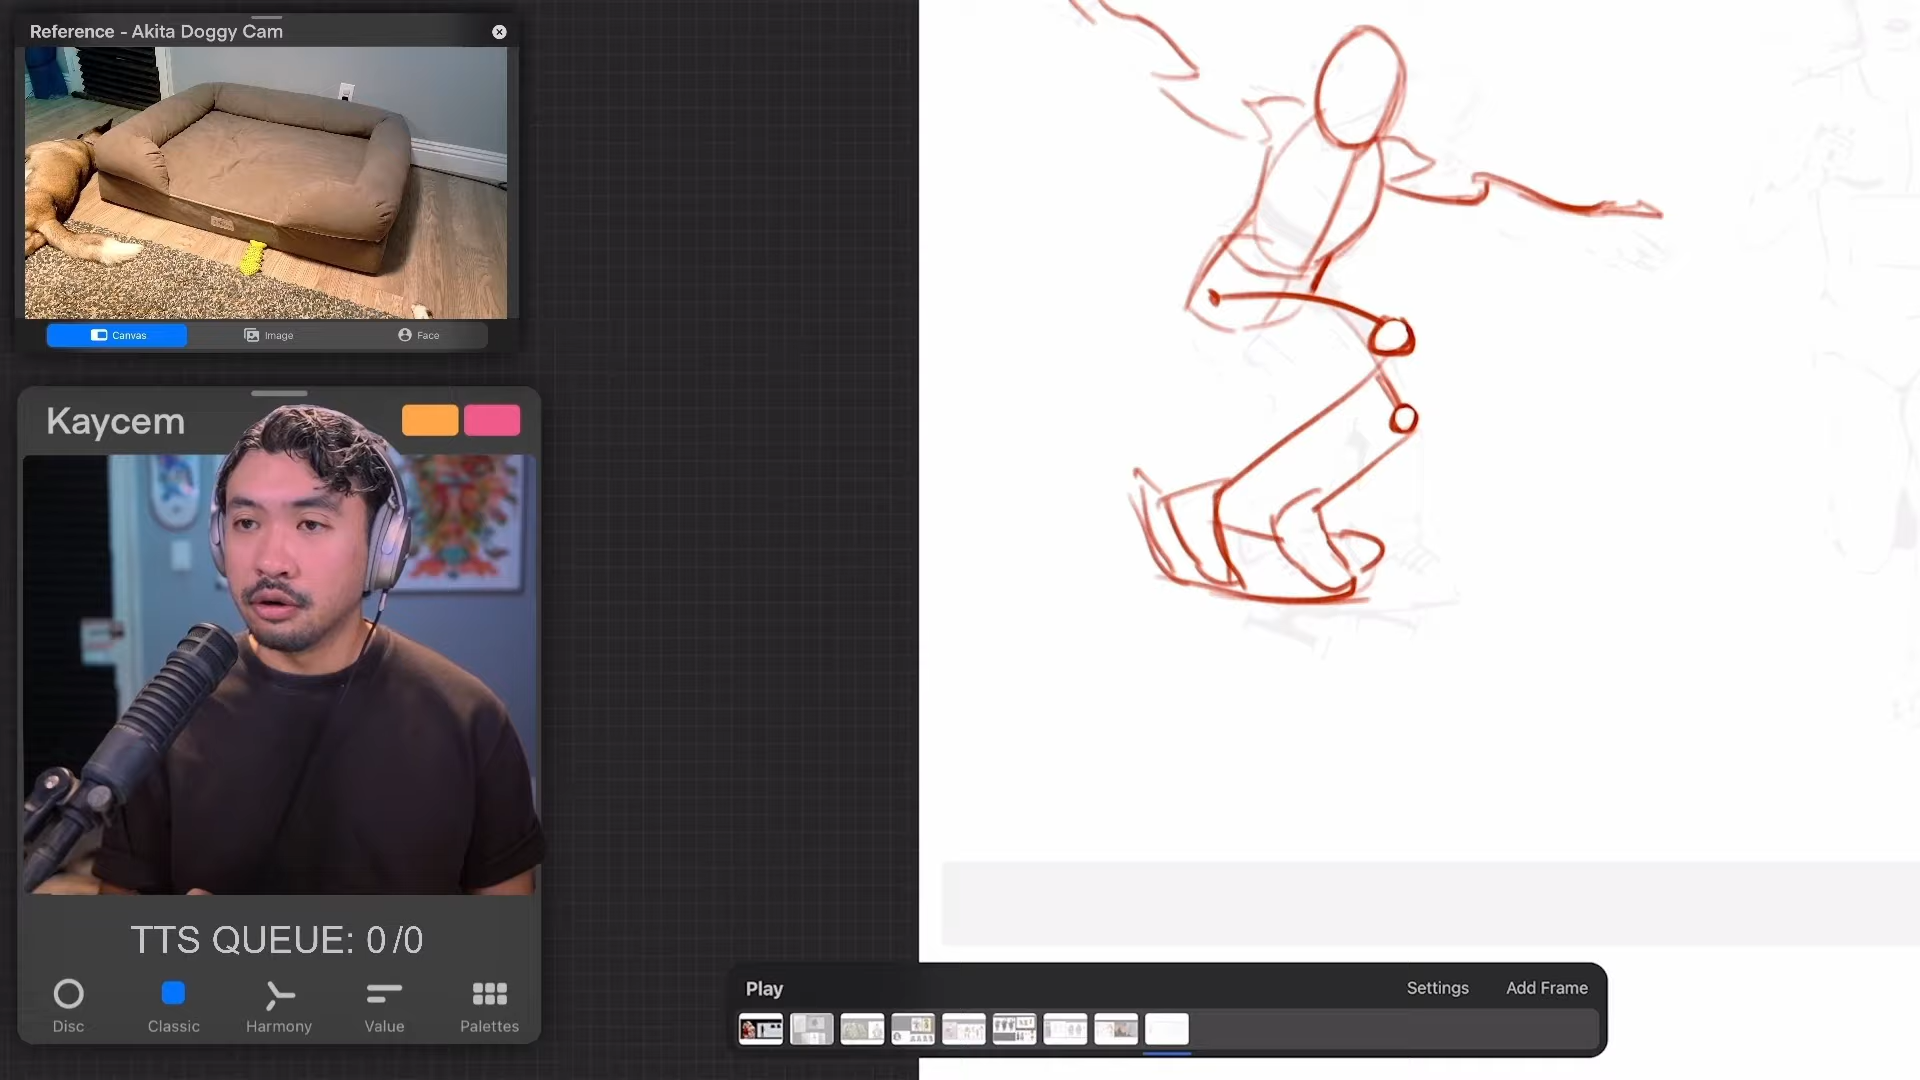 Reference - Akita Doggy Cam
Canvas
Image
Face
Kaycem
TTS QUEUE: 0/0
Disc
Classic
Harmony
Value
Palettes
Play
Settings
Add Frame